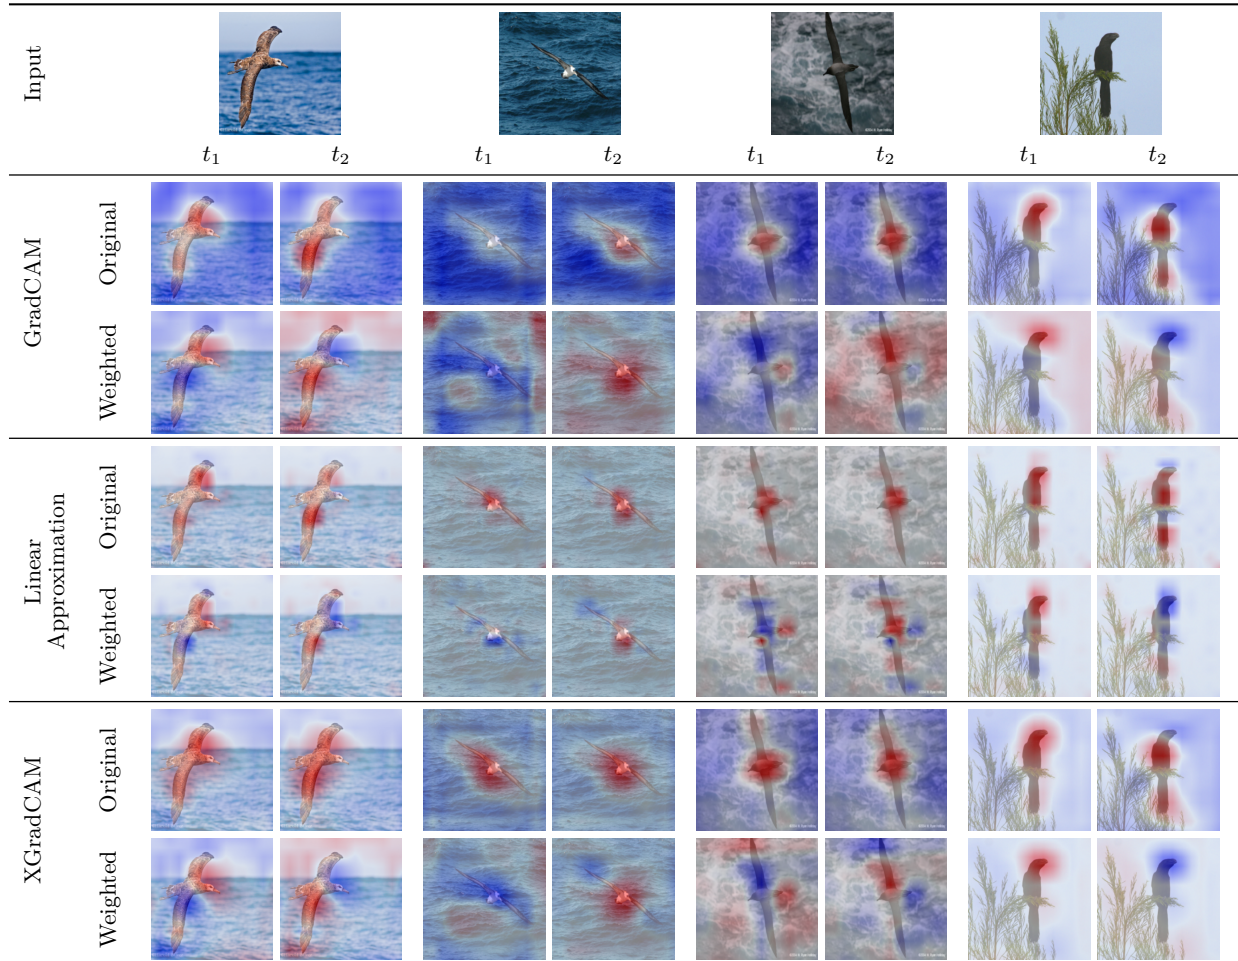 Input
t1 t2 t1 t2 t1 t2 t1 t2
GradCAM
Original
Weighted
Linear
Approximation
Original
Weighted
XGradCAM
Original
Weighted